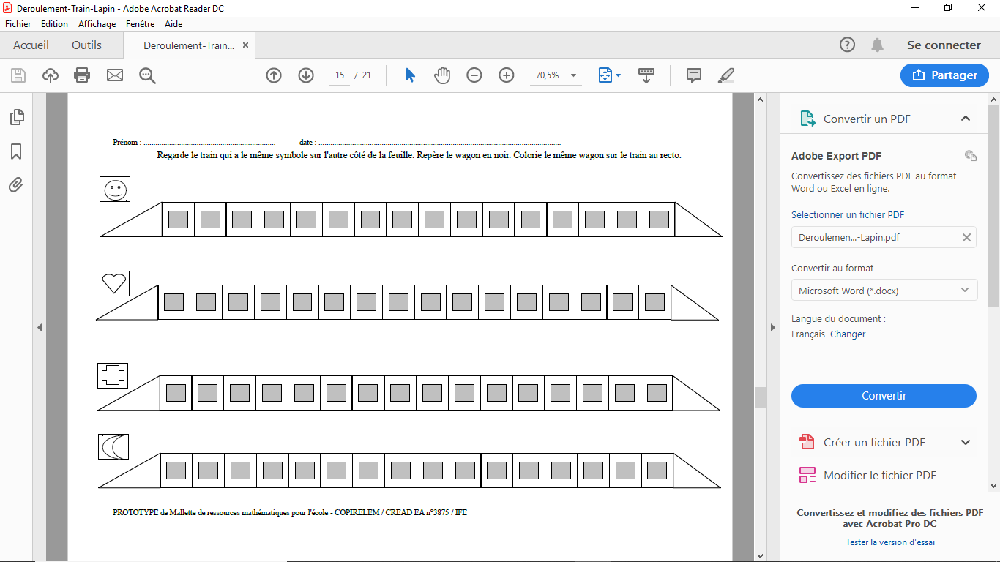 Deroulement-Train-Lapin - Adobe Acrobat Reader DC
Fichier Edition Affichage Fenêtre Aide
Accueil Outils Deroulement-Train... ×
Se connecter
15 / 21 70,5% Partager
Prénom : .................................................................... date : ..............................................................................................................................
Regarde le train qui a le même symbole sur l'autre côté de la feuille. Repère le wagon en noir. Colorie le même wagon sur le train au recto.
PROTOTYPE de Mallette de ressources mathématiques pour l'école - COPIRELEM / CREAD EA n°3875 / IFE
Convertir un PDF
Adobe Export PDF
Convertissez des fichiers PDF au format
Word ou Excel en ligne.
Sélectionner un fichier PDF
Deroulemen...-Lapin.pdf
Convertir au format
Microsoft Word (*.docx)
Langue du document :
Français Changer
Convertir
Créer un fichier PDF
Modifier le fichier PDF
Convertissez et modifiez des fichiers PDF
avec Acrobat Pro DC
Tester la version d'essai